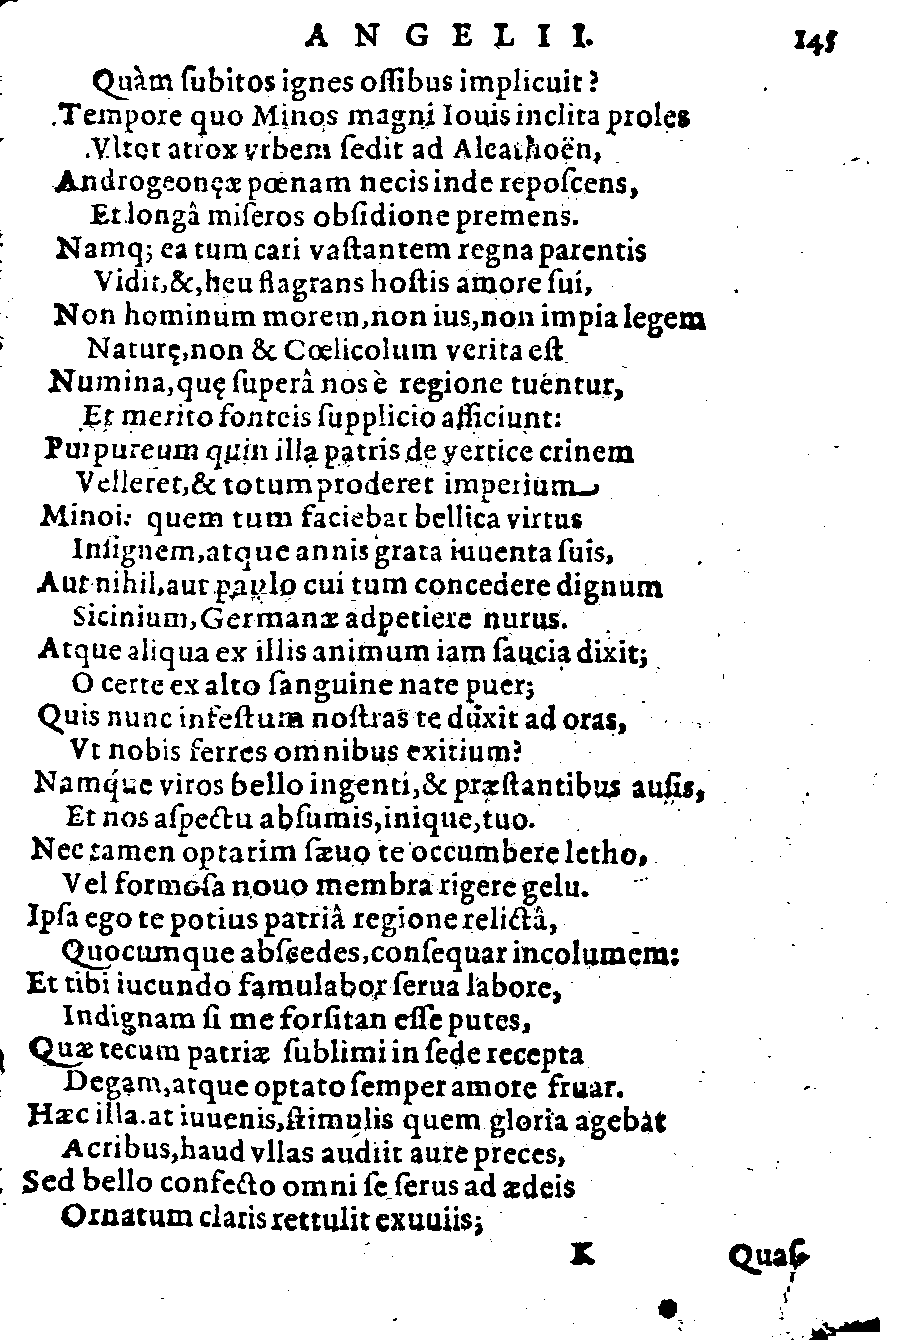 ANGELII. 145
Quàm ſubitos ignes oſſibus implicuit?
Tempore quo Minos magni Iouis inclita proles
Vltor atrox vrbem ſedit ad Alcathoën,
Androgeonęæ pœnam necis inde repoſcens,
Et longâ miſeros obſidione premens.
Namq; ea tum cari vaſtantem regna parentis
Vidit,&,heu flagrans hoſtis amore ſui,
Non hominum morem,non ius,non impia legem
Naturę,non & Cœlicolum verita eſt
Numina,quę ſuperâ nos è regione tuentur,
Et merito fonteis ſupplicio afficiunt:
Purpureum quin illa patris de vertice crinem
Velleret,& totum proderet imperium
Minoi: quem tum faciebat bellica virtus
Inſignem,atque annis grata iuuenta ſuis,
Aut nihil,aut paulo cui tum concedere dignum
Sicinium,Germanæ adpetiere nurus.
Atque aliqua ex illis animum iam ſaucia dixit;
O certe ex alto ſanguine nate puer;
Quis nunc infeſtum noſtras te duxit ad oras,
Vt nobis ferres omnibus exitium?
Namque viros bello ingenti,& præſtantibus auſis,
Et nos aſpectu abſumis,inique,tuo.
Nec tamen optarim ſæuo te occumbere letho,
Vel formoſa nouo membra rigere gelu.
Ipſa ego te potius patriâ regione relictâ,
Quocumque abſcedes,conſequar incolumem:
Et tibi iucundo famulabor ſerua labore,
Indignam ſi me forſitan eſſe putes,
Quæ tecum patriæ ſublimi in ſede recepta
Degam,atque optato ſemper amore fruar.
Hæc illa.at iuuenis,ſtimulis quem gloria agebat
Acribus,haud vllas audiit aure preces,
Sed bello confecto omni ſe ſerus ad ædeis
Ornatum claris rettulit exuuiis;
K Quas